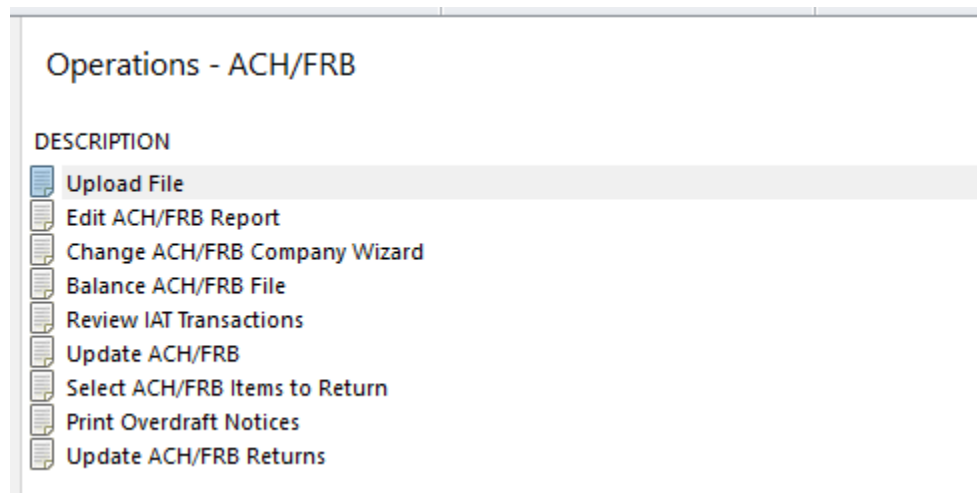 Operations - ACH/FRB
DESCRIPTION
Upload File
Edit ACH/FRB Report
Change ACH/FRB Company Wizard
Balance ACH/FRB File
Review IAT Transactions
Update ACH/FRB
Select ACH/FRB Items to Return
Print Overdraft Notices
Update ACH/FRB Returns